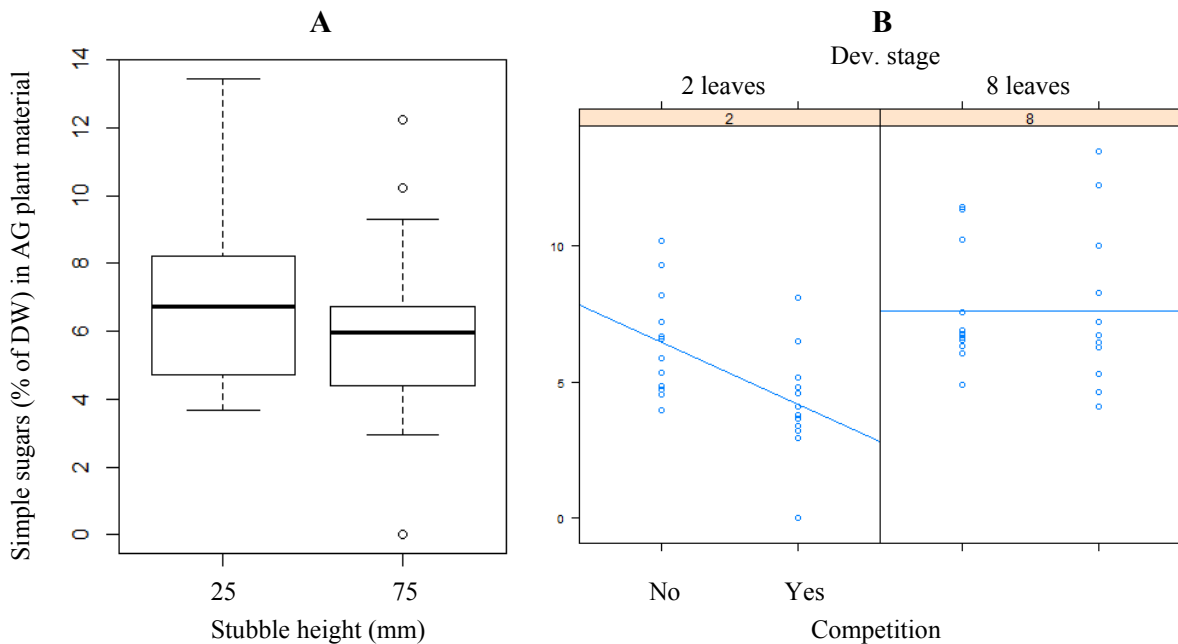 A
B
Dev. stage
2 leaves
8 leaves
2
8
Simple sugars (% of DW) in AG plant material
14
12
10
8
6
4
2
0
10
5
0
25
75
Stubble height (mm)
No
Yes
Competition